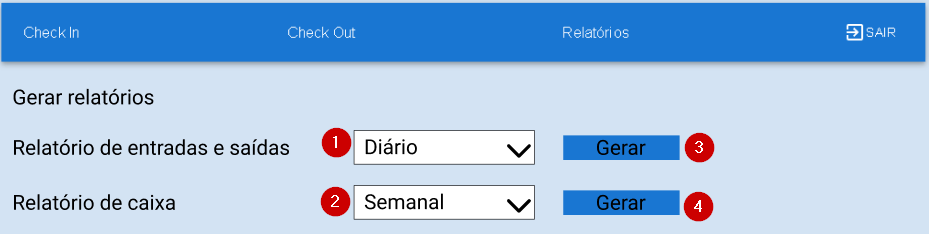 Check In Check Out Relatórios SAIR
Gerar relatórios
Relatório de entradas e saídas 1 Diário Gerar 3
Relatório de caixa 2 Semanal Gerar 4